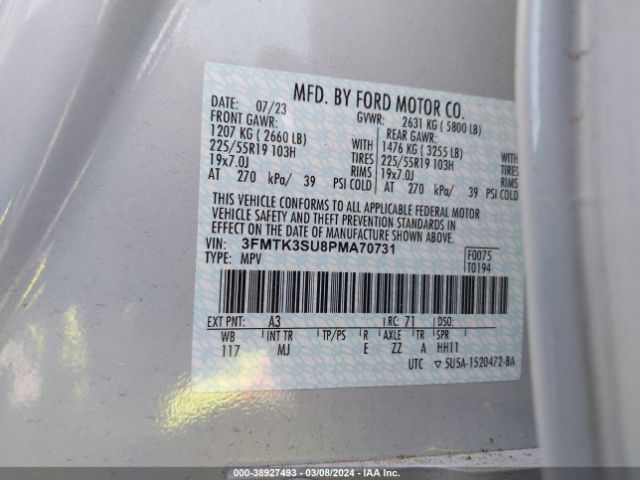 MFD. BY FORD MOTOR CO.
DATE: 07/23 GVWR: 2631 KG ( 5800 LB)
FRONT GAWR: REAR GAWR:
1207 KG ( 2660 LB) WITH 1476 KG ( 3255 LB) WITH
225/55R19 103H TIRES 225/55R19 103H TIRES
19x7.0J RIMS 19x7.0J RIMS
AT 270 kPa/ 39 PSI COLD AT 270 kPa/ 39 PSI COLD
THIS VEHICLE CONFORMS TO ALL APPLICABLE FEDERAL MOTOR
VEHICLE SAFETY AND THEFT PREVENTION STANDARDS IN
EFFECT ON THE DATE OF MANUFACTURE SHOWN ABOVE.
VIN: 3FMTK3SU8PMA70731 F0075
TYPE: MPV T0194
EXT PNT: A3 RC: 71 DSO:
WB INT TR TP/PS R AXLE TR SPR
117 MJ E ZZ A HH11
UTC ▽ 5U5A-1520472-BA
000-38927493 - 03/08/2024 - IAA Inc.